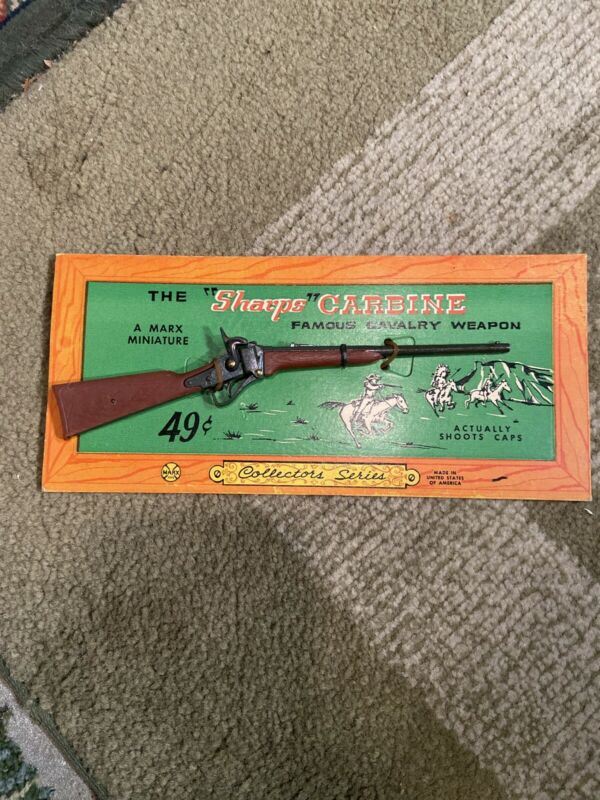 THE "Sharps" CARBINE
FAMOUS CAVALRY WEAPON
A MARX
MINIATURE
49¢
ACTUALLY
SHOOTS CAPS
MARX
Collectors Series
MADE IN
UNITED STATES
OF AMERICA